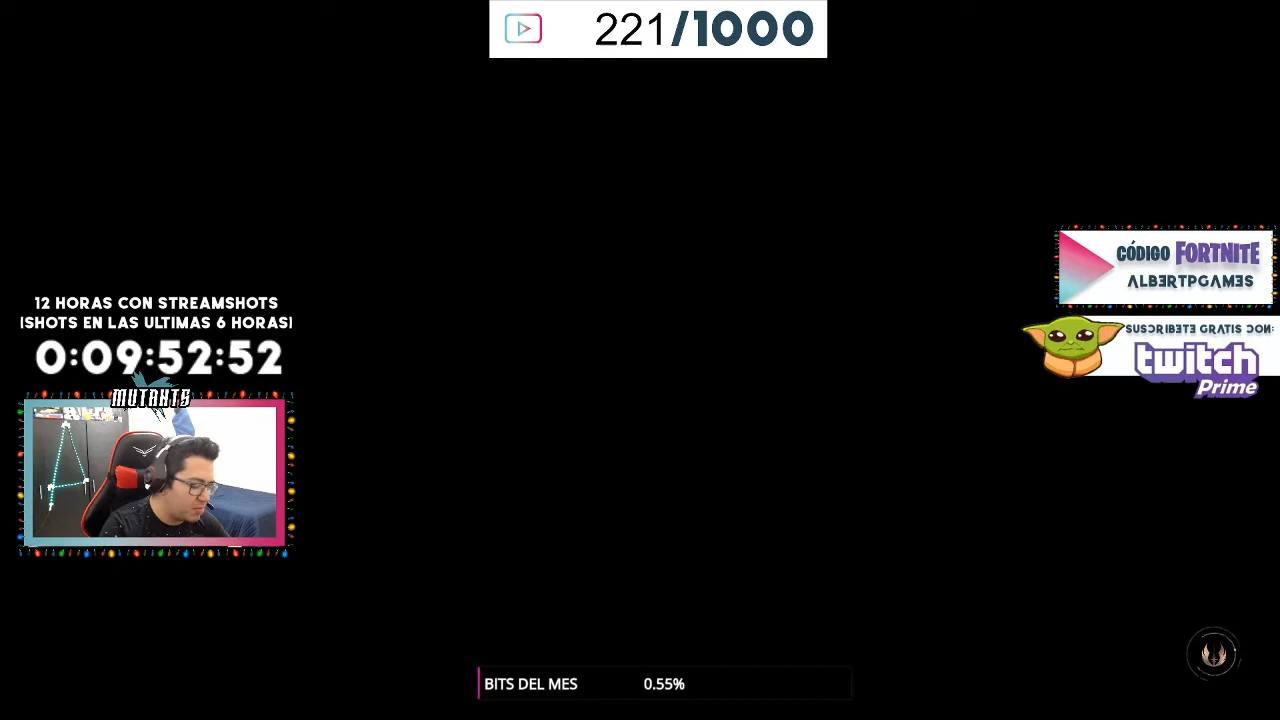 221/1000
CÓDIGO FORTNITE
ALBERTPGAMES
12 HORAS CON STREAMSHOTS
¡SHOTS EN LAS ULTIMAS 6 HORAS!
SUSCRIBETE GRATIS CON:
0:09:52:52
twitch
Prime
MUTANTS
BITS DEL MES 0.55%